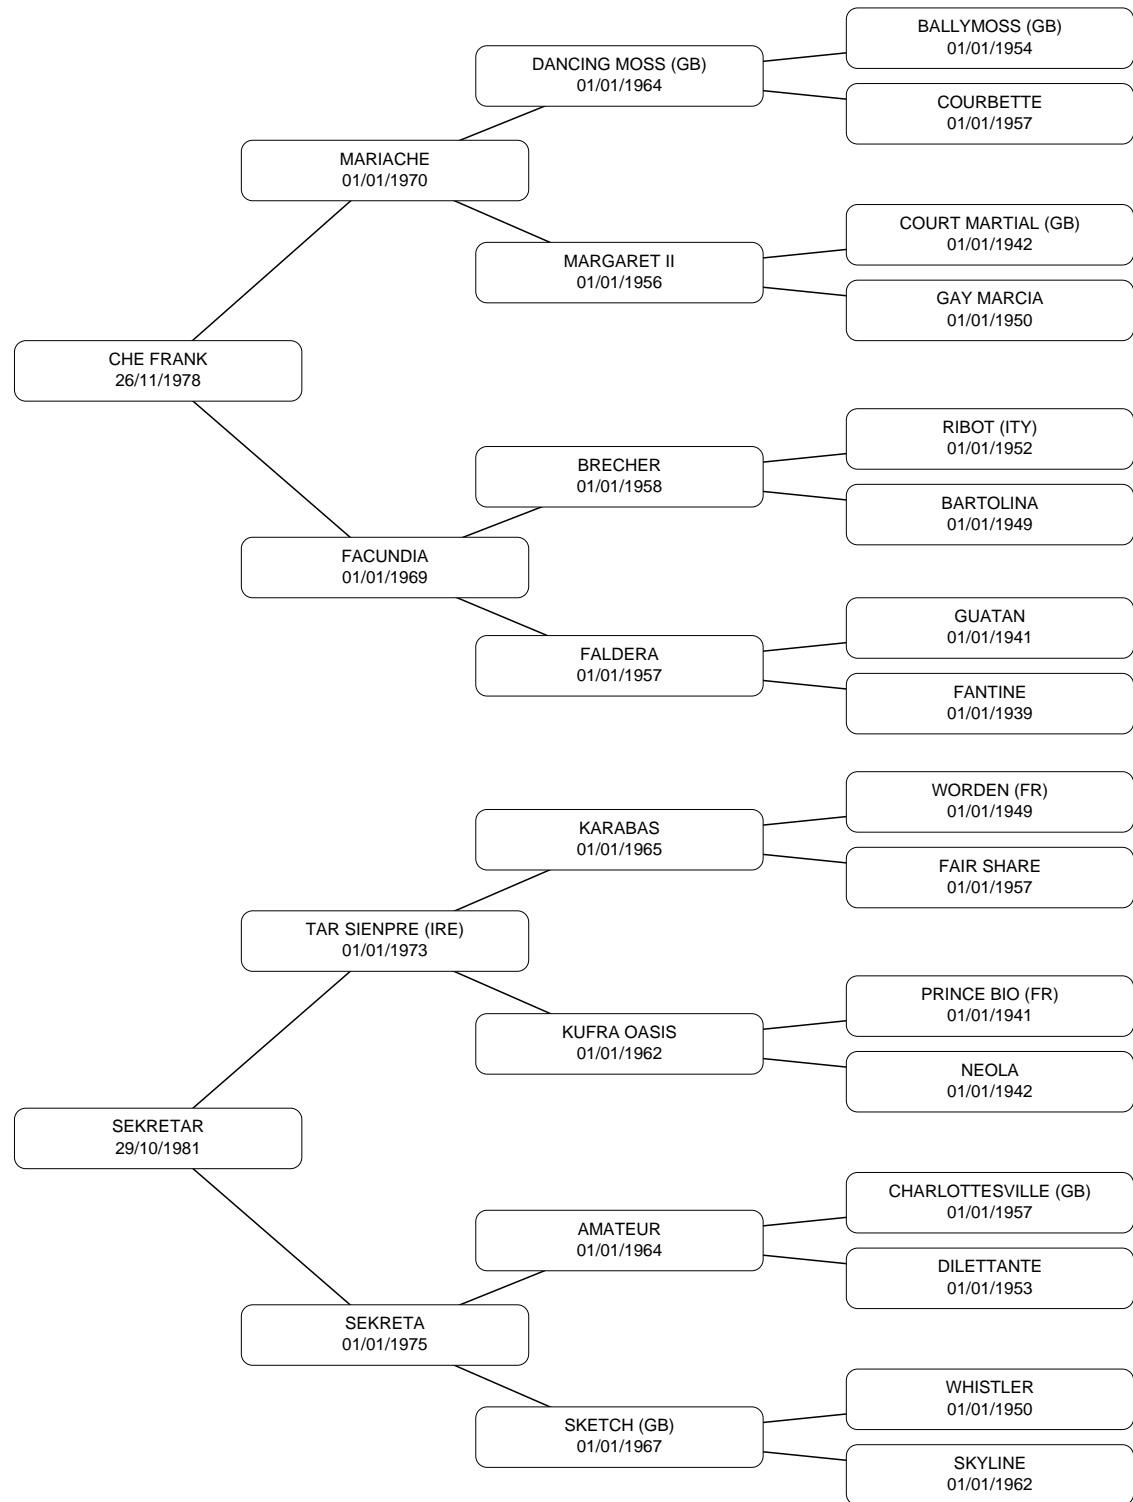 BALLYMOSS (GB)
01/01/1954
DANCING MOSS (GB)
01/01/1964
COURBETTE
01/01/1957
MARIACHE
01/01/1970
COURT MARTIAL (GB)
01/01/1942
MARGARET II
01/01/1956
GAY MARCIA
01/01/1950
CHE FRANK
26/11/1978
RIBOT (ITY)
01/01/1952
BRECHER
01/01/1958
BARTOLINA
01/01/1949
FACUNDIA
01/01/1969
GUATAN
01/01/1941
FALDERA
01/01/1957
FANTINE
01/01/1939
WORDEN (FR)
01/01/1949
KARABAS
01/01/1965
FAIR SHARE
01/01/1957
TAR SIENPRE (IRE)
01/01/1973
PRINCE BIO (FR)
01/01/1941
KUFRA OASIS
01/01/1962
NEOLA
01/01/1942
SEKRETAR
29/10/1981
CHARLOTTESVILLE (GB)
01/01/1957
AMATEUR
01/01/1964
DILETTANTE
01/01/1953
SEKRETA
01/01/1975
WHISTLER
01/01/1950
SKETCH (GB)
01/01/1967
SKYLINE
01/01/1962